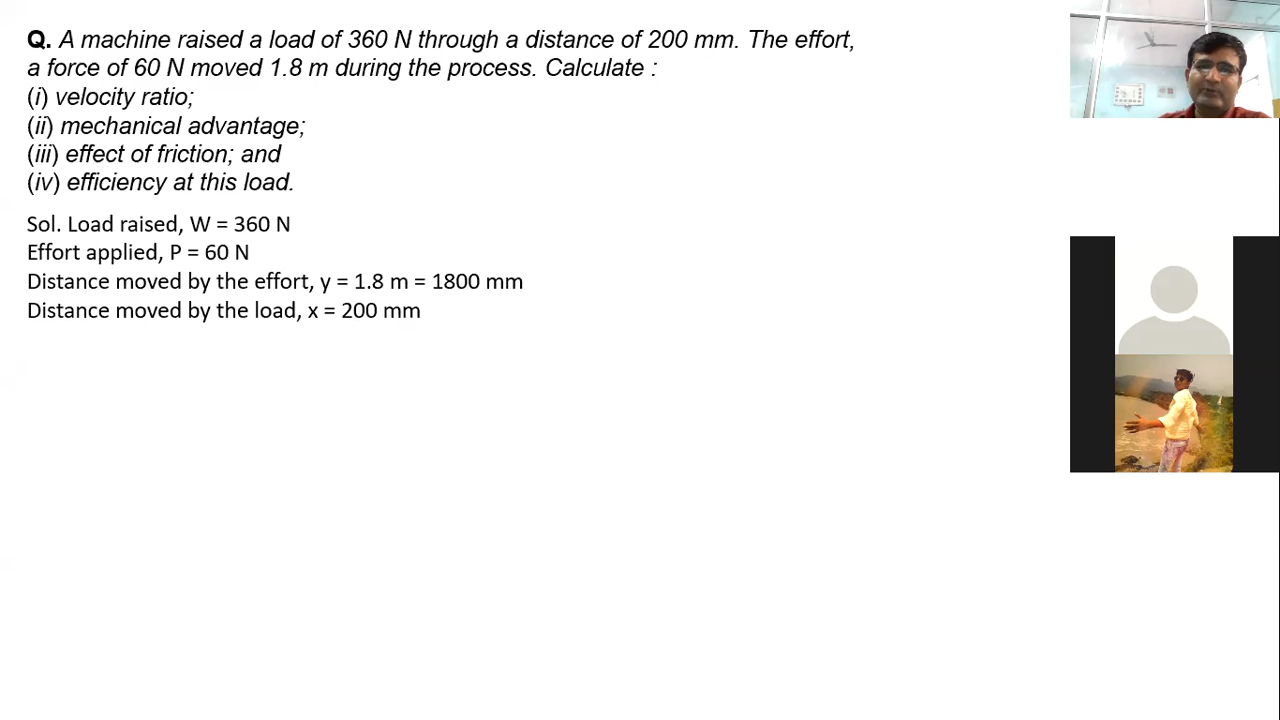 Q. A machine raised a load of 360 N through a distance of 200 mm. The effort,
a force of 60 N moved 1.8 m during the process. Calculate :
(i) velocity ratio;
(ii) mechanical advantage;
(iii) effect of friction; and
(iv) efficiency at this load.
Sol. Load raised, W = 360 N
Effort applied, P = 60 N
Distance moved by the effort, y = 1.8 m = 1800 mm
Distance moved by the load, x = 200 mm